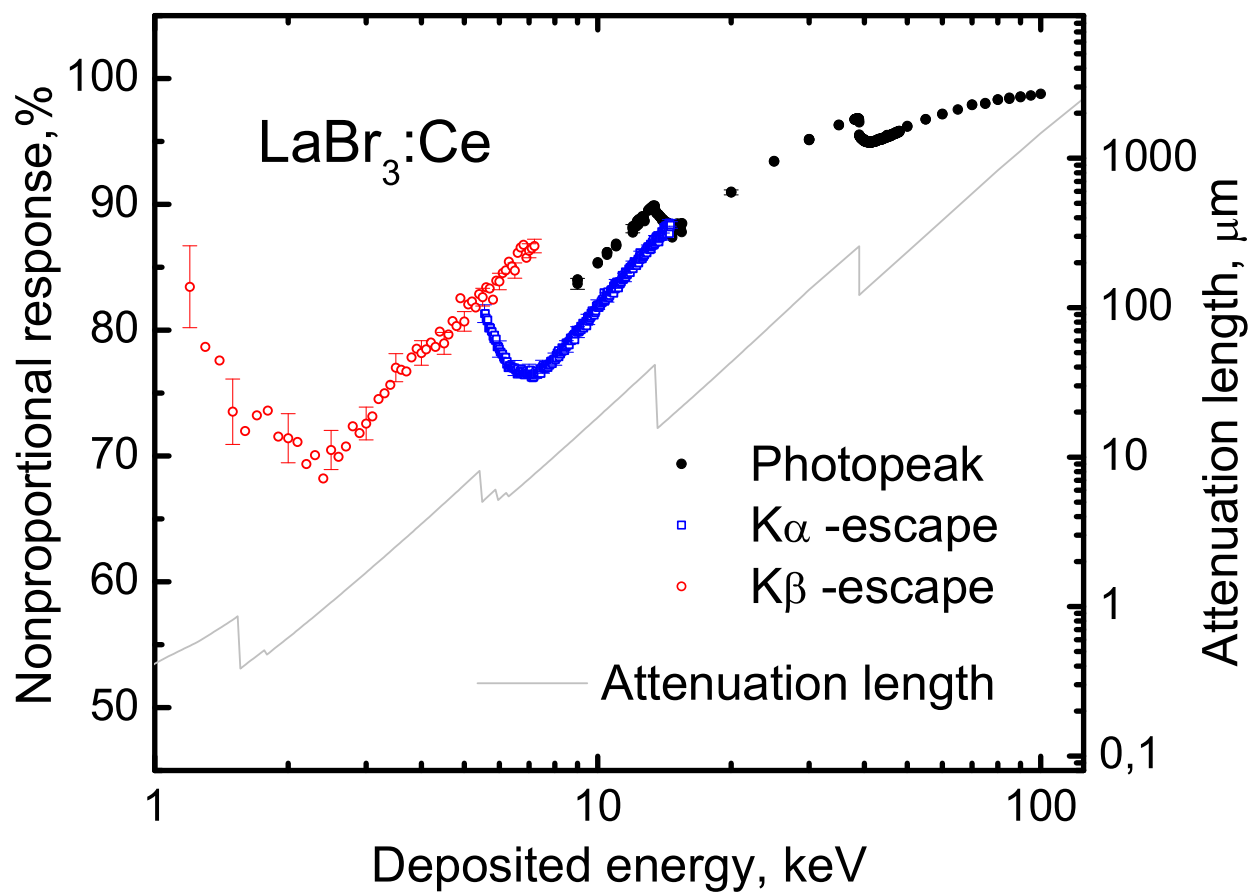 LaBr3:Ce
Nonproportional response,%
100
90
80
70
60
50
Attenuation length, μm
1000
100
10
1
0,1
Photopeak
Kα -escape
Kβ -escape
Attenuation length
1
10
100
Deposited energy, keV